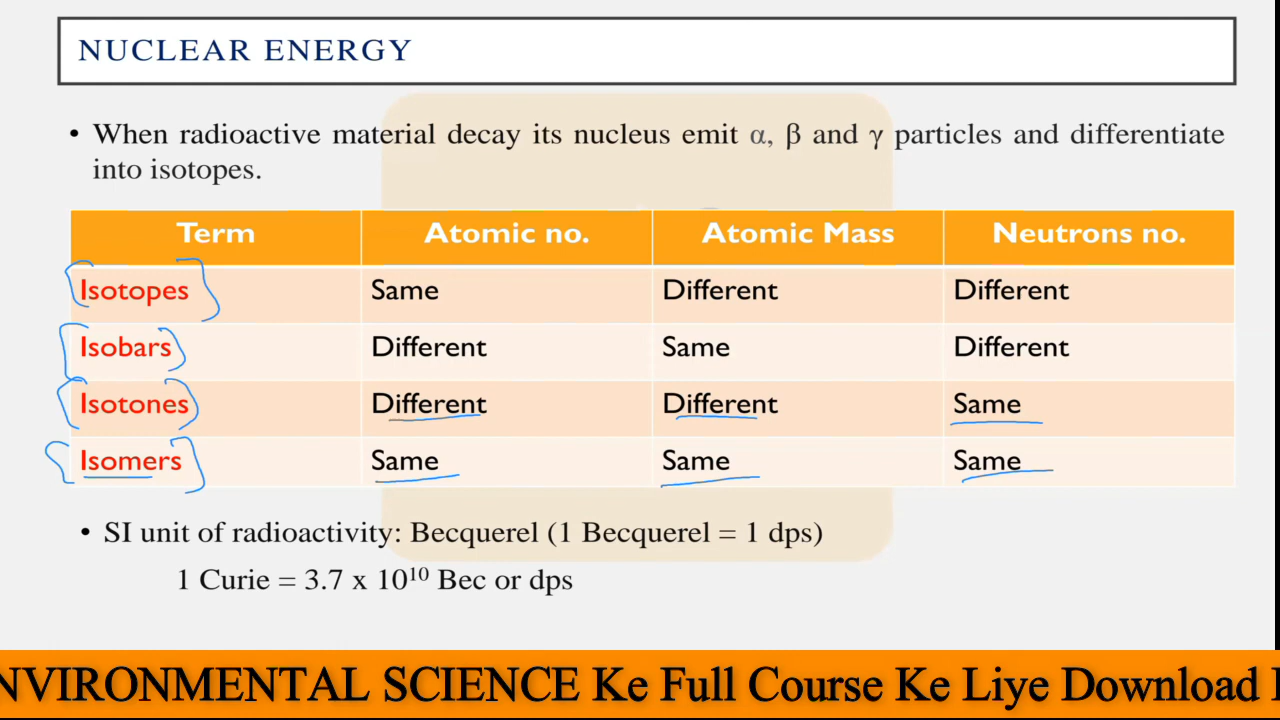 NUCLEAR ENERGY
• When radioactive material decay its nucleus emit α, β and γ particles and differentiate
into isotopes.
Term Atomic no. Atomic Mass Neutrons no.
Isotopes Same Different Different
Isobars Different Same Different
Isotones Different Different Same
Isomers Same Same Same
• SI unit of radioactivity: Becquerel (1 Becquerel = 1 dps)
1 Curie = 3.7 x 10¹⁰ Bec or dps
NVIRONMENTAL SCIENCE Ke Full Course Ke Liye Download